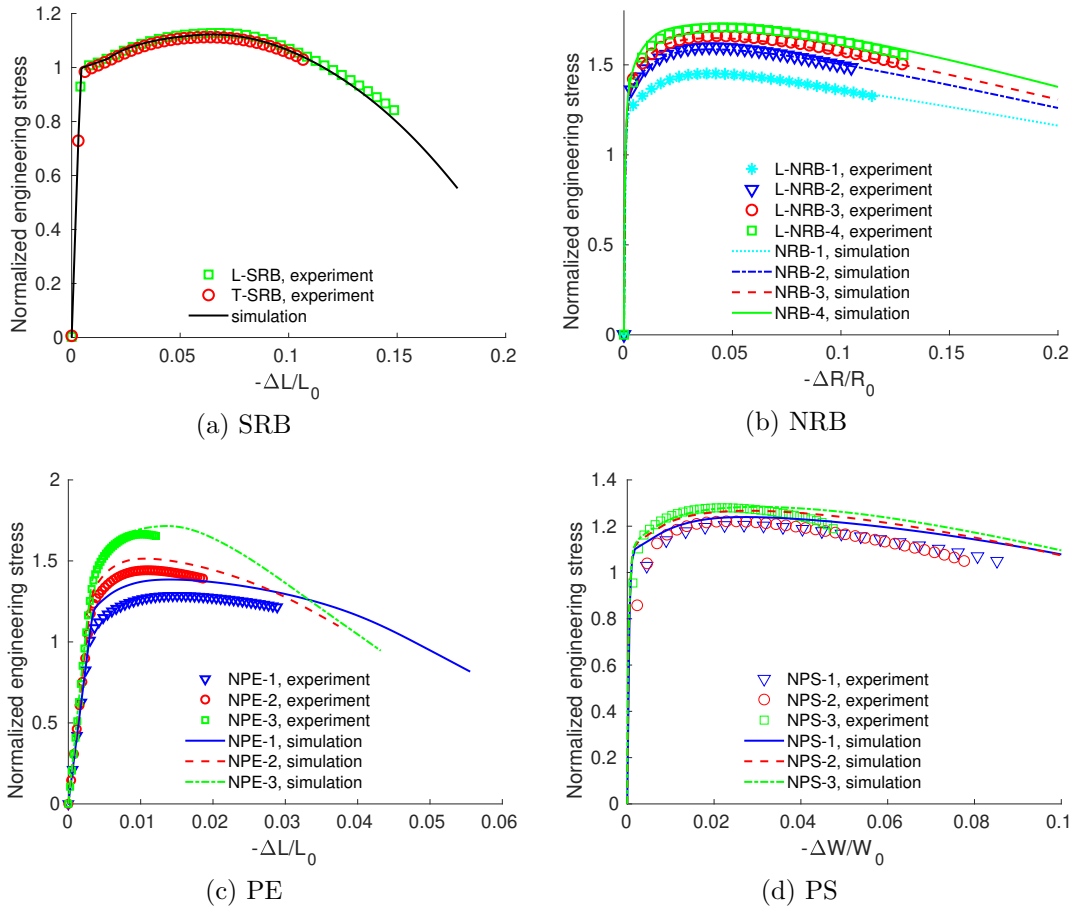 Normalized engineering stress
1.2
1
0.8
0.6
0.4
0.2
0
L-SRB, experiment
T-SRB, experiment
simulation
0 0.05 0.1 0.15 0.2
-ΔL/L0
(a) SRB
Normalized engineering stress
1.5
1
0.5
0
L-NRB-1, experiment
L-NRB-2, experiment
L-NRB-3, experiment
L-NRB-4, experiment
NRB-1, simulation
NRB-2, simulation
NRB-3, simulation
NRB-4, simulation
0 0.05 0.1 0.15 0.2
-ΔR/R0
(b) NRB
Normalized engineering stress
2
1.5
1
0.5
0
NPE-1, experiment
NPE-2, experiment
NPE-3, experiment
NPE-1, simulation
NPE-2, simulation
NPE-3, simulation
0 0.01 0.02 0.03 0.04 0.05 0.06
-ΔL/L0
(c) PE
Normalized engineering stress
1.4
1.2
1
0.8
0.6
0.4
0.2
0
NPS-1, experiment
NPS-2, experiment
NPS-3, experiment
NPS-1, simulation
NPS-2, simulation
NPS-3, simulation
0 0.02 0.04 0.06 0.08 0.1
-ΔW/W0
(d) PS